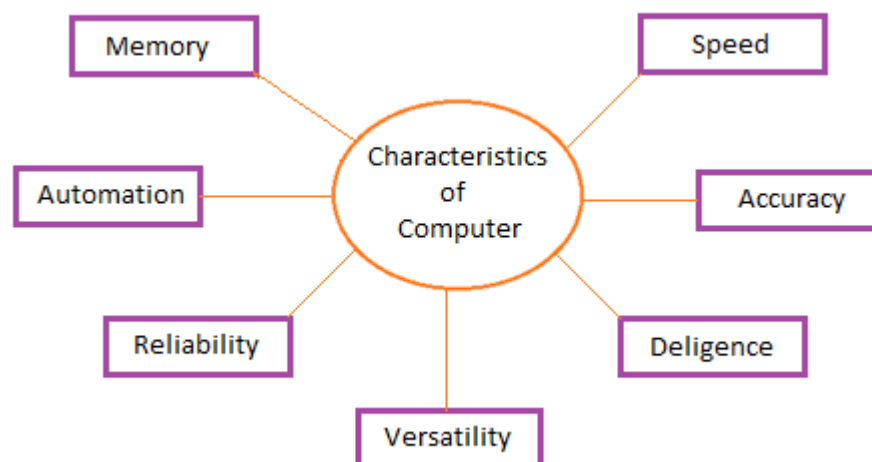 Memory
Speed
Characteristics
of
Computer
Automation
Accuracy
Reliability
Deligence
Versatility